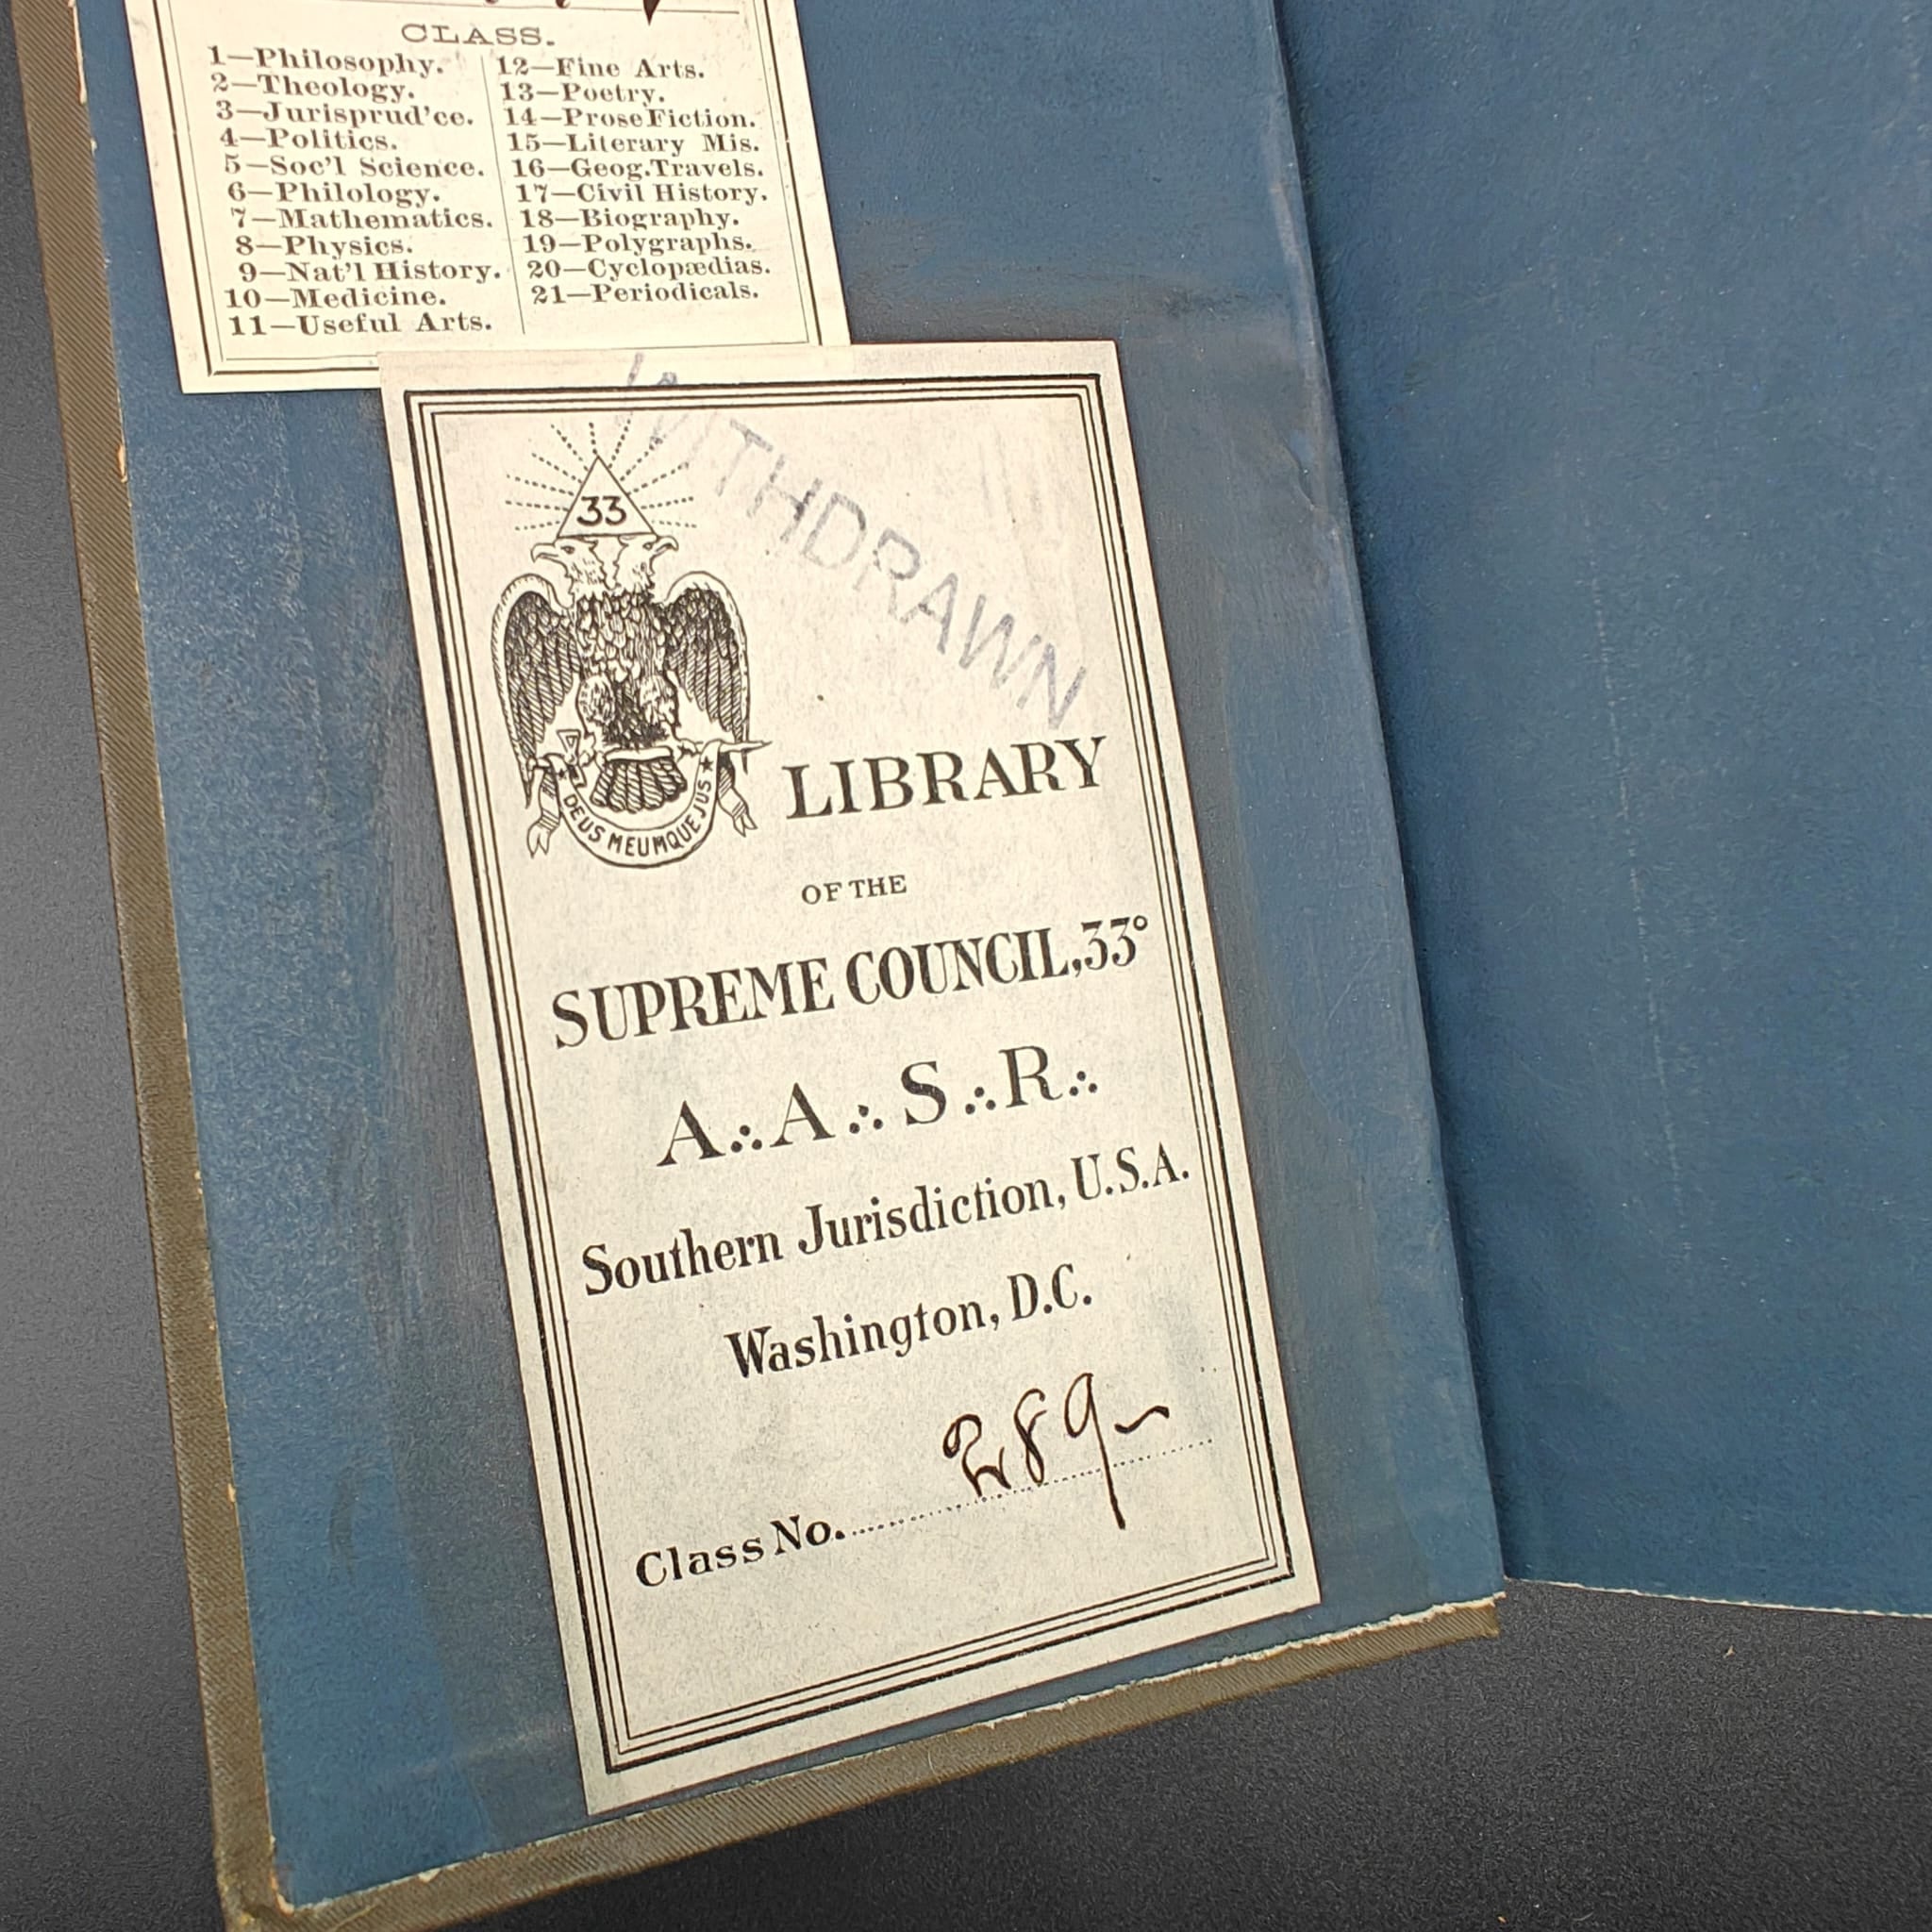 CLASS.
1—Philosophy.
2—Theology.
3—Jurisprud'ce.
4—Politics.
5—Soc'l Science.
6—Philology.
7—Mathematics.
8—Physics.
9—Nat'l History.
10—Medicine.
11—Useful Arts.
12—Fine Arts.
13—Poetry.
14—Prose Fiction.
15—Literary Mis.
16—Geog. Travels.
17—Civil History.
18—Biography.
19—Polygraphs.
20—Cyclopædias.
21—Periodicals.
WITHDRAWN
33
DEUS MEUMQUE JUS
LIBRARY
OF THE
SUPREME COUNCIL, 33°
A∴A∴S∴R∴
Southern Jurisdiction, U.S.A.
Washington, D.C.
Class No. 289